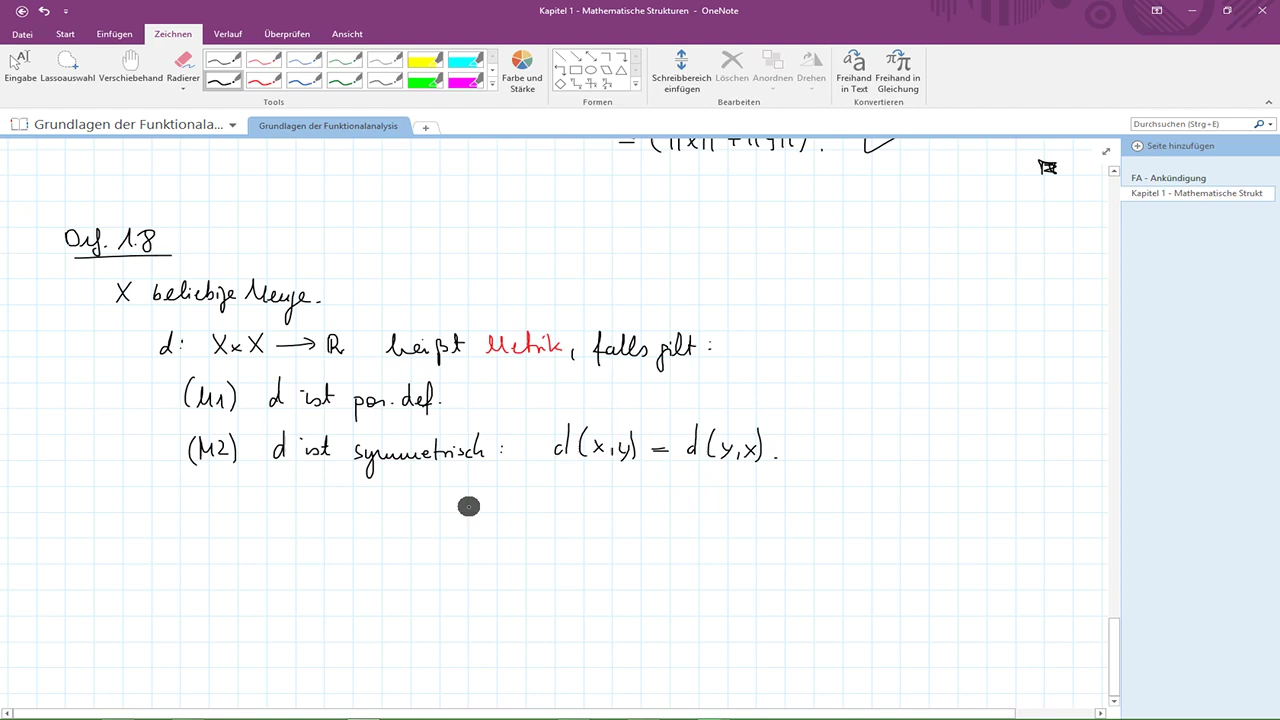 Kapitel 1 - Mathematische Strukturen - OneNote
Datei Start Einfügen Zeichnen Verlauf Überprüfen Ansicht
Eingabe Lassoauswahl Verschiebehand Radierer Farbe und Stärke Schreibbereich einfügen Löschen Anordnen Drehen Freihand in Text Freihand in Gleichung
Tools Formen Bearbeiten Konvertieren
Grundlagen der Funktionala... Grundlagen der Funktionalanalysis Durchsuchen (Strg+E)
Seite hinzufügen
FA - Ankündigung
Kapitel 1 - Mathematische Strukt
= (||x|| + ||y||)
Def. 1.8
X beliebige Menge.
d: X×X → ℝ heißt Metrik, falls gilt:
(M1) d ist pos. def.
(M2) d ist symmetrisch: d(x,y) = d(y,x).